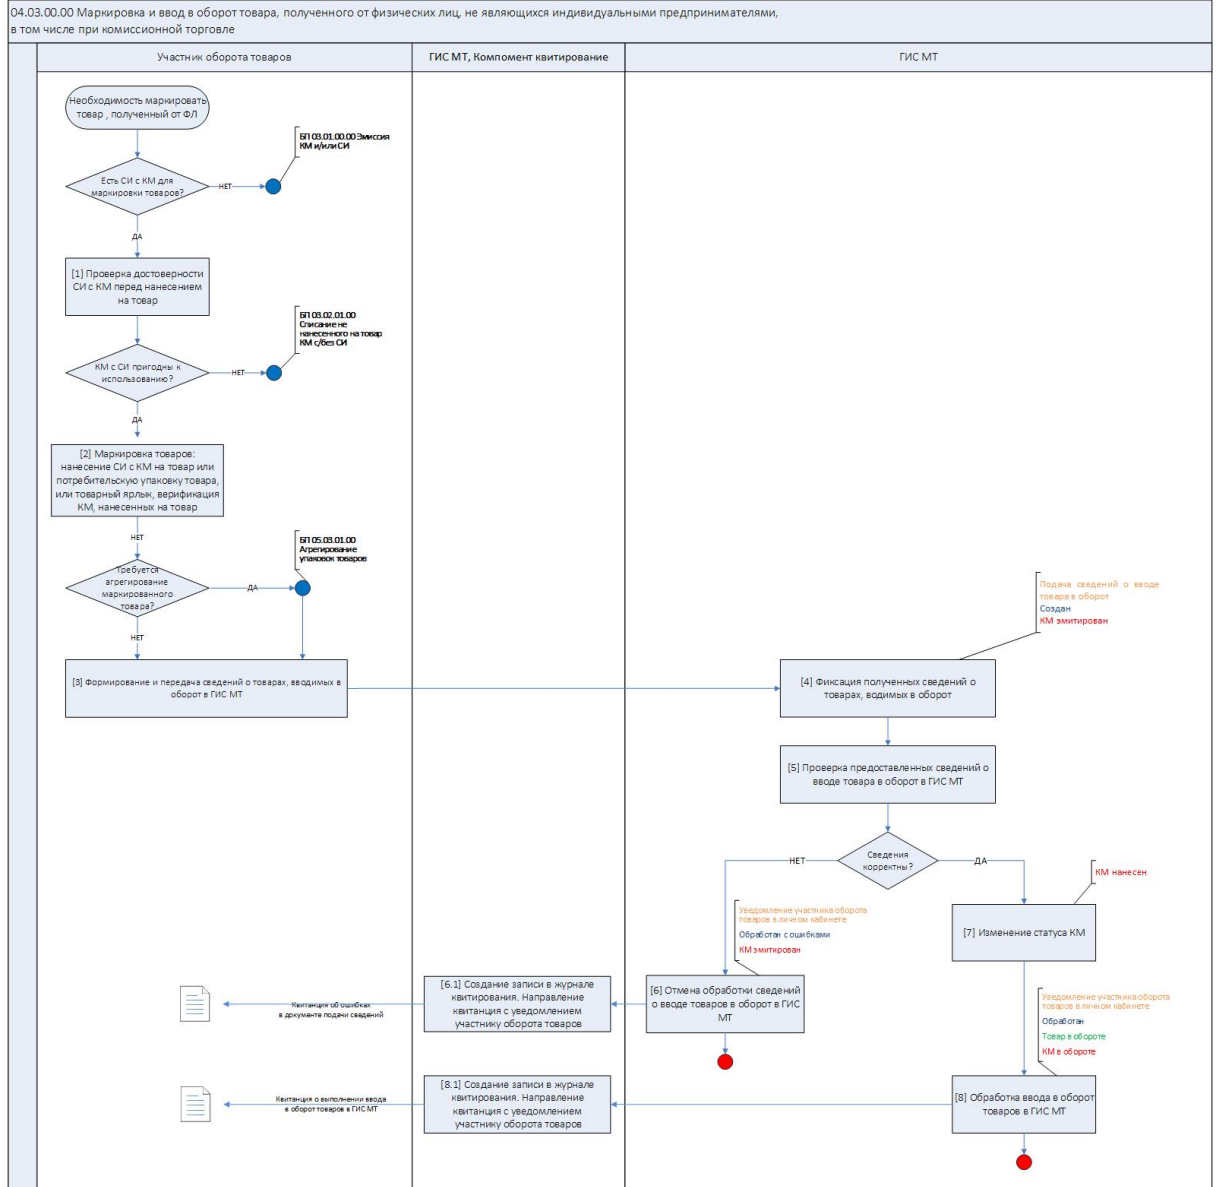 04.03.00.00 Маркировка и ввод в оборот товара, полученного от физических лиц, не являющихся индивидуальными предпринимателями,
в том числе при комиссионной торговле
Участник оборота товаров
ГИС МТ, Компомент квитирование
ГИС МТ
Необходимость маркировать
товар , полученный от ФЛ
БП 03.01.00.00 Эмиссия
КМ и/или СИ
Есть СИ с КМ для
маркировки товаров?
НЕТ
ДА
[1] Проверка достоверности
СИ с КМ перед нанесением
на товар
БП 03.02.01.00
Списание не
нанесенного на товар
КМ с/без СИ
КМ с СИ пригодны к
использованию?
НЕТ
ДА
[2] Маркировка товаров:
нанесение СИ с КМ на товар или
потребительскую упаковку товара,
или товарный ярлык, верификация
КМ, нанесенных на товар
НЕТ
БП 05.03.01.00
Агрегирование
упаковок товаров
Требуется
агрегирование
маркированного
товара?
ДА
НЕТ
Подача сведений о вводе
товара в оборот
Создан
КМ эмитирован
[3] Формирование и передача сведений о товарах, вводимых в
оборот в ГИС МТ
[4] Фиксация полученных сведений о
товарах, водимых в оборот
[5] Проверка предоставленных сведений о
вводе товара в оборот в ГИС МТ
Сведения
корректны?
НЕТ
ДА
КМ нанесен
Уведомление участника оборота
товаров в личном кабинете
Обработан с ошибками
КМ эмитирован
[7] Изменение статуса КМ
[6.1] Создание записи в журнале
квитирования. Направление
квитанция с уведомлением
участнику оборота товаров
[6] Отмена обработки сведений
о вводе товаров в оборот в ГИС
МТ
Квитанция об ошибках
в документе подачи сведений
Уведомление участника оборота
товаров в личном кабинете
Обработан
Товар в обороте
КМ в обороте
[8.1] Создание записи в журнале
квитирования. Направление
квитанция с уведомлением
участнику оборота товаров
[8] Обработка ввода в оборот
товаров в ГИС МТ
Квитанция о выполнении ввода
в оборот товаров в ГИС МТ